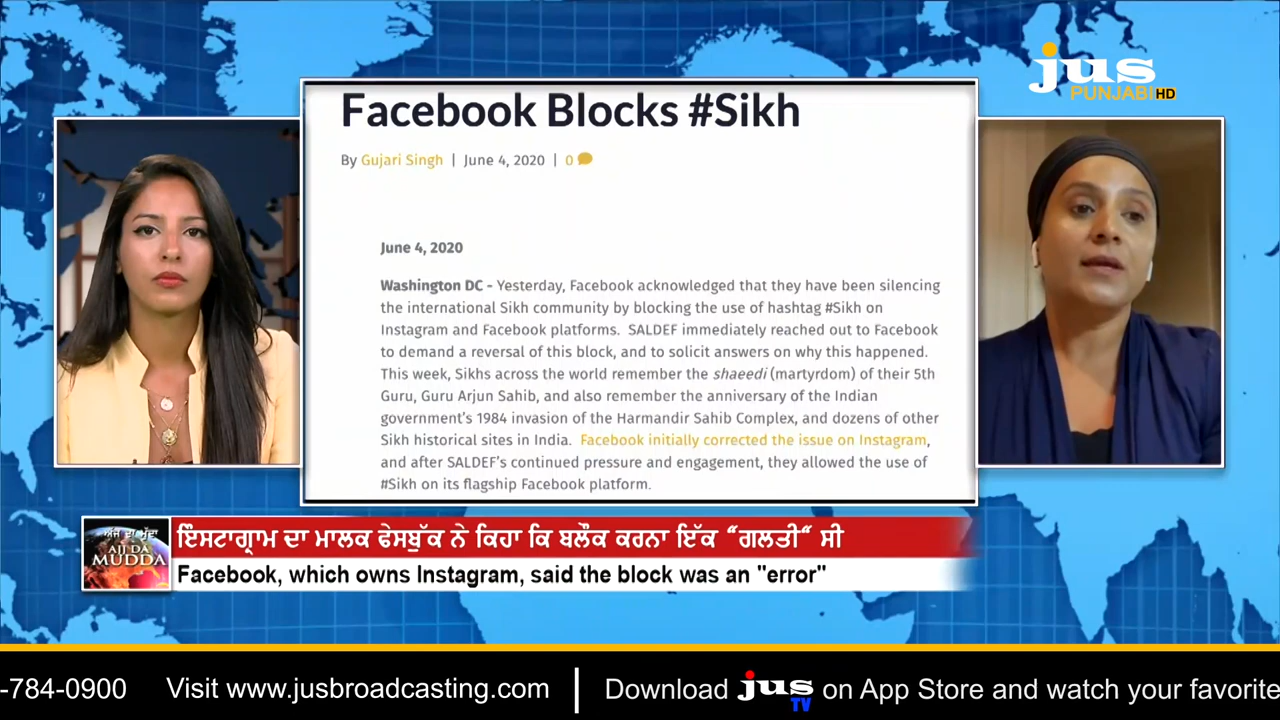 jus
PUNJABI HD
Facebook Blocks #Sikh
By Gujari Singh | June 4, 2020 | 0
June 4, 2020
Washington DC - Yesterday, Facebook acknowledged that they have been silencing
the international Sikh community by blocking the use of hashtag #Sikh on
Instagram and Facebook platforms. SALDEF immediately reached out to Facebook
to demand a reversal of this block, and to solicit answers on why this happened.
This week, Sikhs across the world remember the shaeedi (martyrdom) of their 5th
Guru, Guru Arjun Sahib, and also remember the anniversary of the Indian
government's 1984 invasion of the Harmandir Sahib Complex, and dozens of other
Sikh historical sites in India. Facebook initially corrected the issue on Instagram,
and after SALDEF's continued pressure and engagement, they allowed the use of
#Sikh on its flagship Facebook platform.
ਅੱਜ ਦਾ ਮੁੱਦਾ
AJJ DA
MUDDA
ਇੰਸਟਾਗ੍ਰਾਮ ਦਾ ਮਾਲਕ ਫੇਸਬੁੱਕ ਨੇ ਕਿਹਾ ਕਿ ਬਲੌਕ ਕਰਨਾ ਇੱਕ “ਗਲਤੀ“ ਸੀ
Facebook, which owns Instagram, said the block was an "error"
-784-0900 Visit www.jusbroadcasting.com | Download jus TV on App Store and watch your favorite